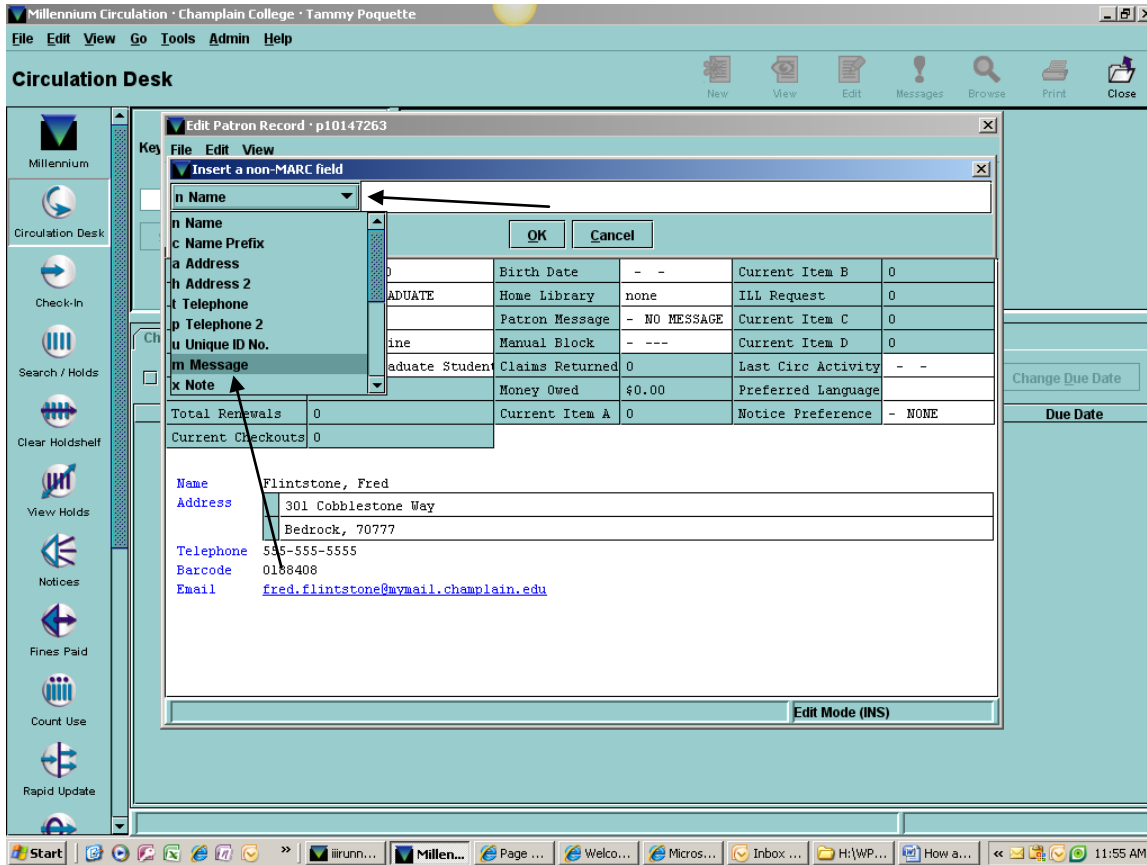 Millennium Circulation · Champlain College · Tammy Poquette
File Edit View Go Tools Admin Help
Circulation Desk
New View Edit Messages Browse Print Close
Millennium
Circulation Desk
Check-In
Search / Holds
Clear Holdshelf
View Holds
Notices
Fines Paid
Count Use
Rapid Update
Key
Edit Patron Record · p10147263
File Edit View
Insert a non-MARC field
n Name
n Name
c Name Prefix
a Address
h Address 2
t Telephone
p Telephone 2
u Unique ID No.
m Message
x Note
OK Cancel
Birth Date - - Current Item B 0
ADUATE Home Library none ILL Request 0
Patron Message - NO MESSAGE Current Item C 0
ine Manual Block - --- Current Item D 0
aduate Student Claims Returned 0 Last Circ Activity - -
Money Owed $0.00 Preferred Language
Total Renewals 0 Current Item A 0 Notice Preference - NONE
Current Checkouts 0
Name Flintstone, Fred
Address 301 Cobblestone Way
Bedrock, 70777
Telephone 555-555-5555
Barcode 0188408
Email fred.flintstone@mymail.champlain.edu
Edit Mode (INS)
Ch
Change Due Date
Due Date
Start » iiirunn... Millen... Page ... Welco... Micros... Inbox ... H:\WP... How a... « 11:55 AM